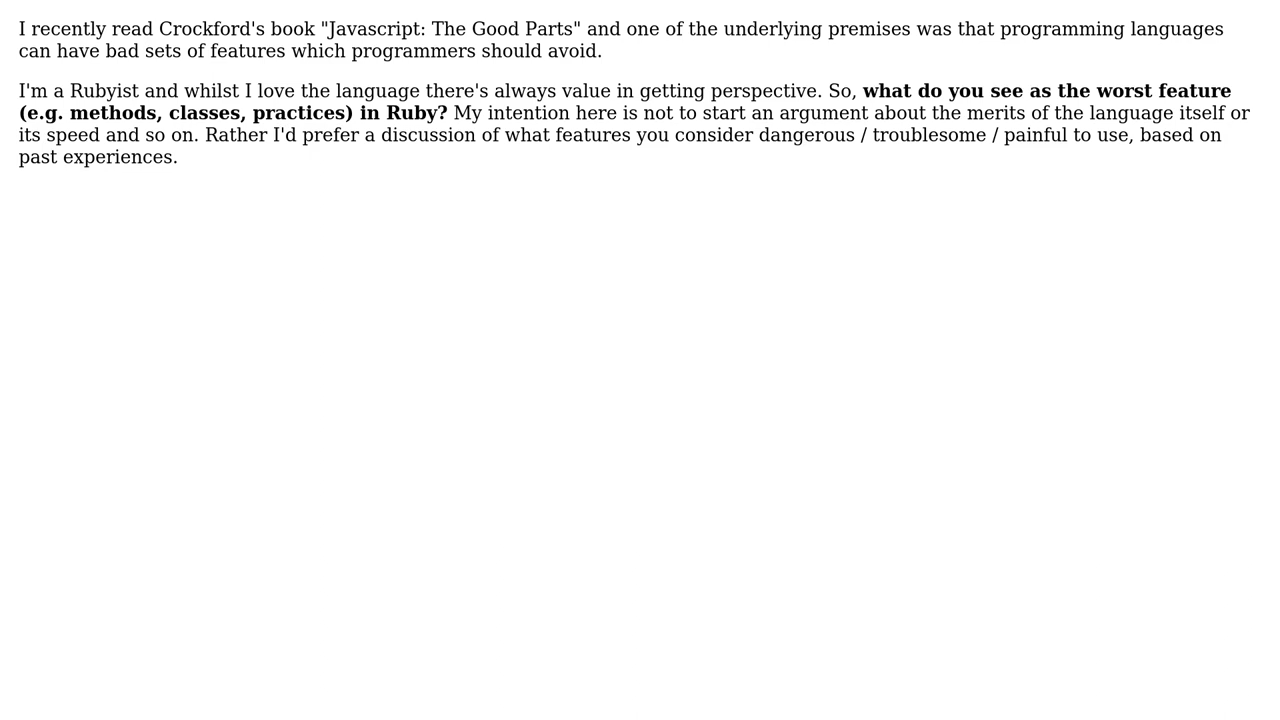 I recently read Crockford's book "Javascript: The Good Parts" and one of the underlying premises was that programming languages
can have bad sets of features which programmers should avoid.
I'm a Rubyist and whilst I love the language there's always value in getting perspective. So, what do you see as the worst feature
(e.g. methods, classes, practices) in Ruby? My intention here is not to start an argument about the merits of the language itself or
its speed and so on. Rather I'd prefer a discussion of what features you consider dangerous / troublesome / painful to use, based on
past experiences.